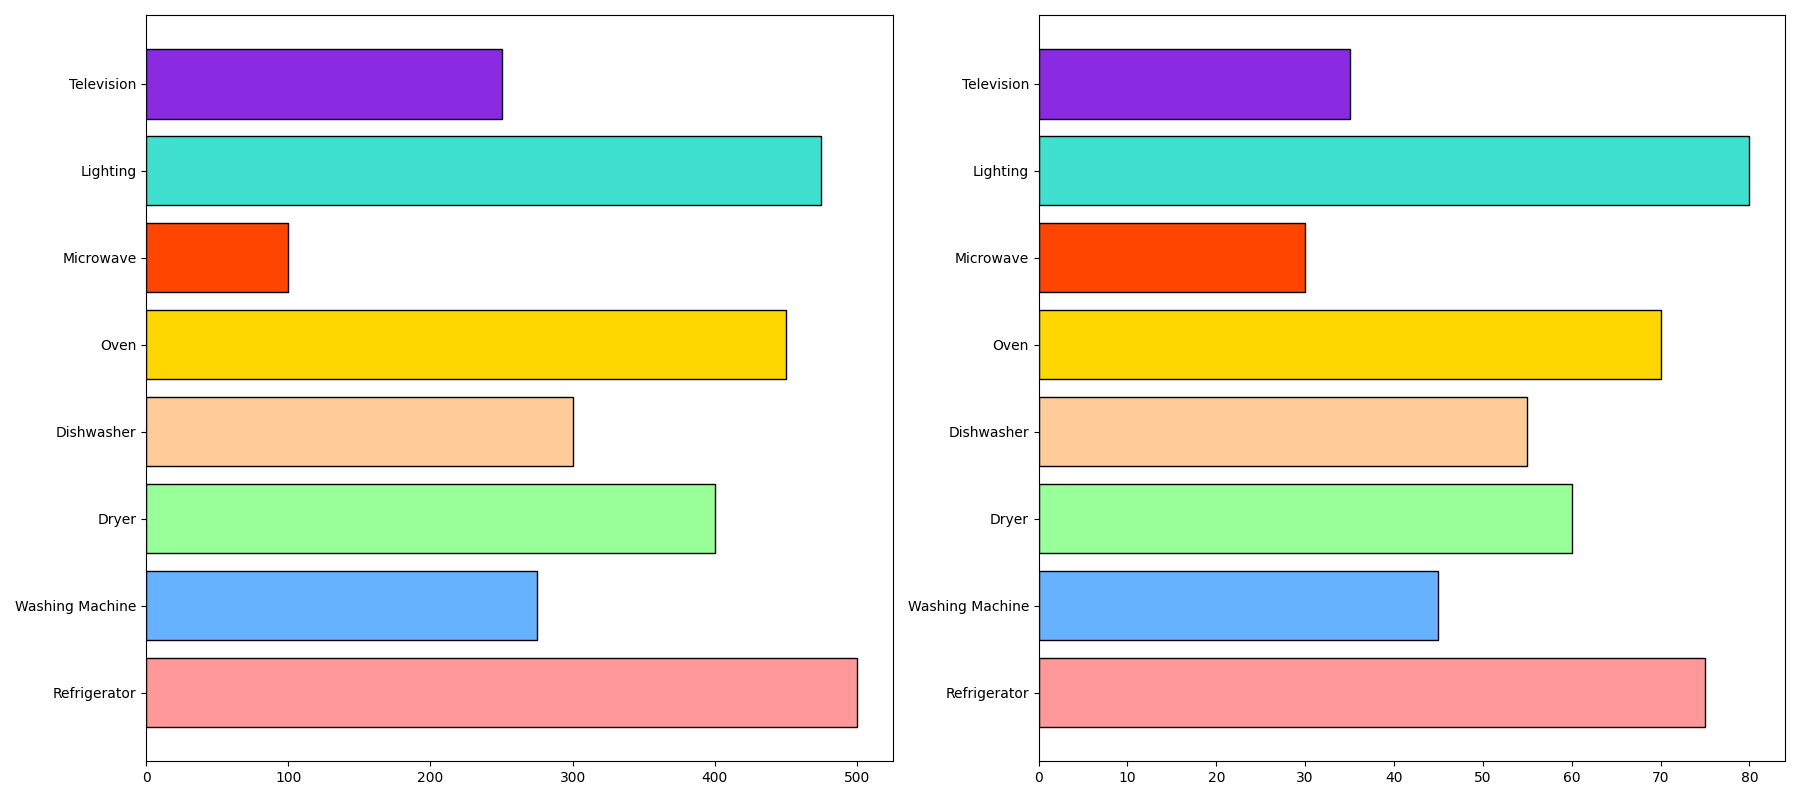 Television
Lighting
Microwave
Oven
Dishwasher
Dryer
Washing Machine
Refrigerator
0 100 200 300 400 500
Television
Lighting
Microwave
Oven
Dishwasher
Dryer
Washing Machine
Refrigerator
0 10 20 30 40 50 60 70 80